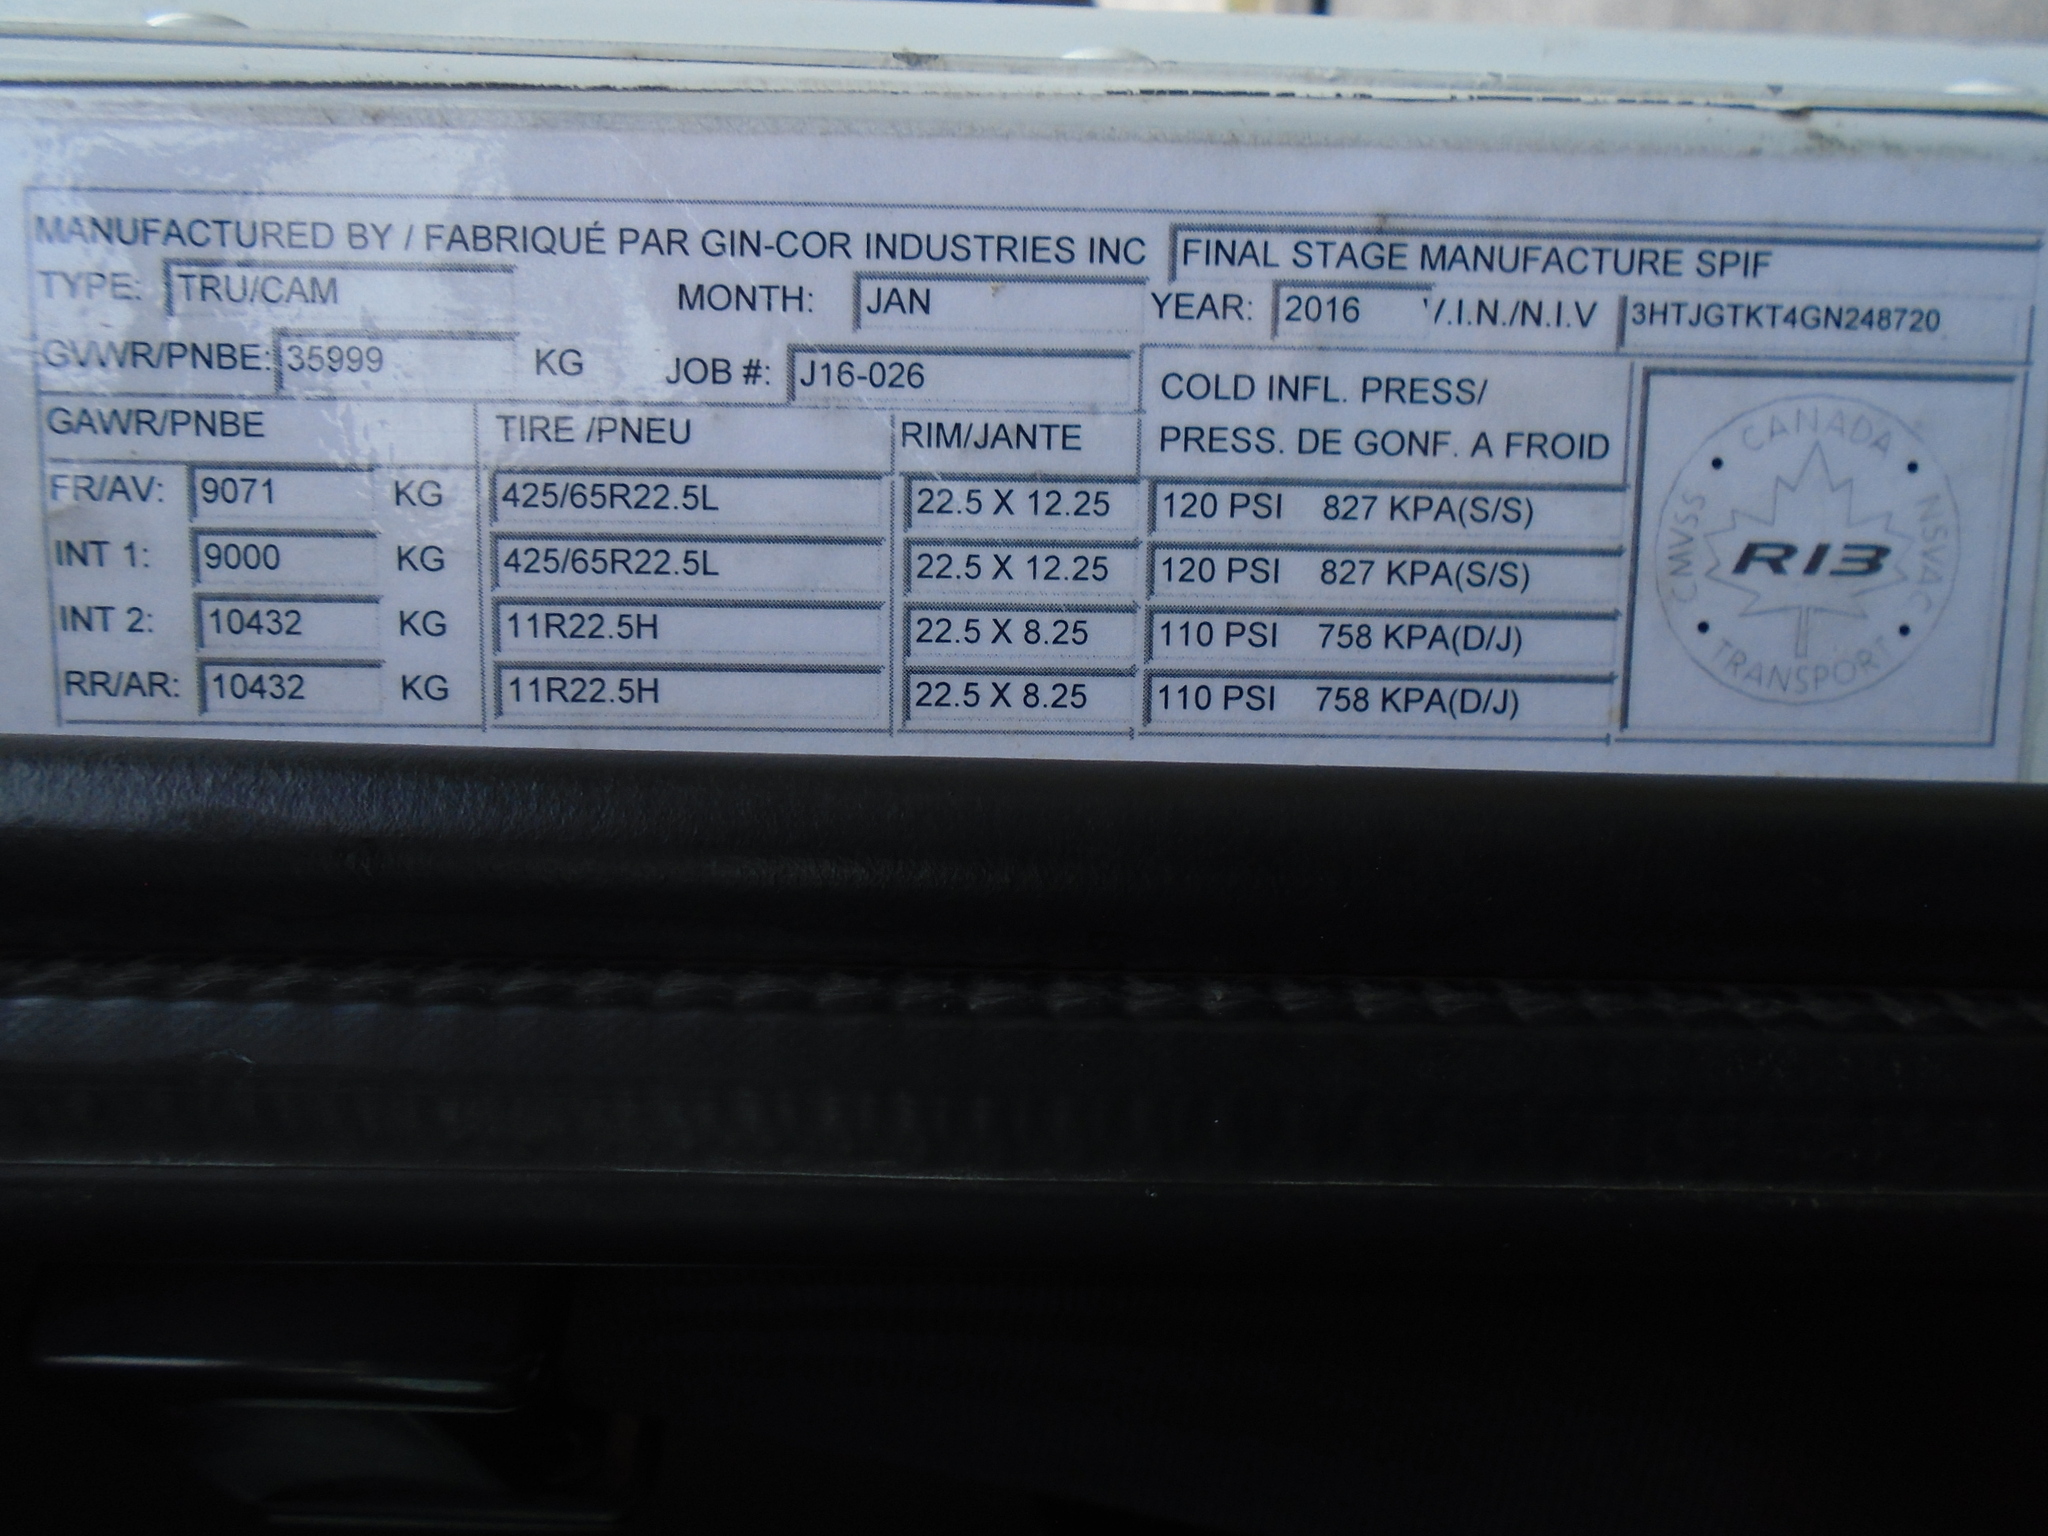 MANUFACTURED BY / FABRIQUÉ PAR GIN-COR INDUSTRIES INC FINAL STAGE MANUFACTURE SPIF
TYPE: TRU/CAM MONTH: JAN YEAR: 2016 V.I.N./N.I.V 3HTJGTKT4GN248720
GVWR/PNBE: 35999 KG JOB #: J16-026
COLD INFL. PRESS/
GAWR/PNBE TIRE /PNEU RIM/JANTE PRESS. DE GONF. A FROID
FR/AV: 9071 KG 425/65R22.5L 22.5 X 12.25 120 PSI 827 KPA(S/S)
INT 1: 9000 KG 425/65R22.5L 22.5 X 12.25 120 PSI 827 KPA(S/S)
INT 2: 10432 KG 11R22.5H 22.5 X 8.25 110 PSI 758 KPA(D/J)
RR/AR: 10432 KG 11R22.5H 22.5 X 8.25 110 PSI 758 KPA(D/J)
CANADA
CMVSS
R13
NSVAC
TRANSPORT